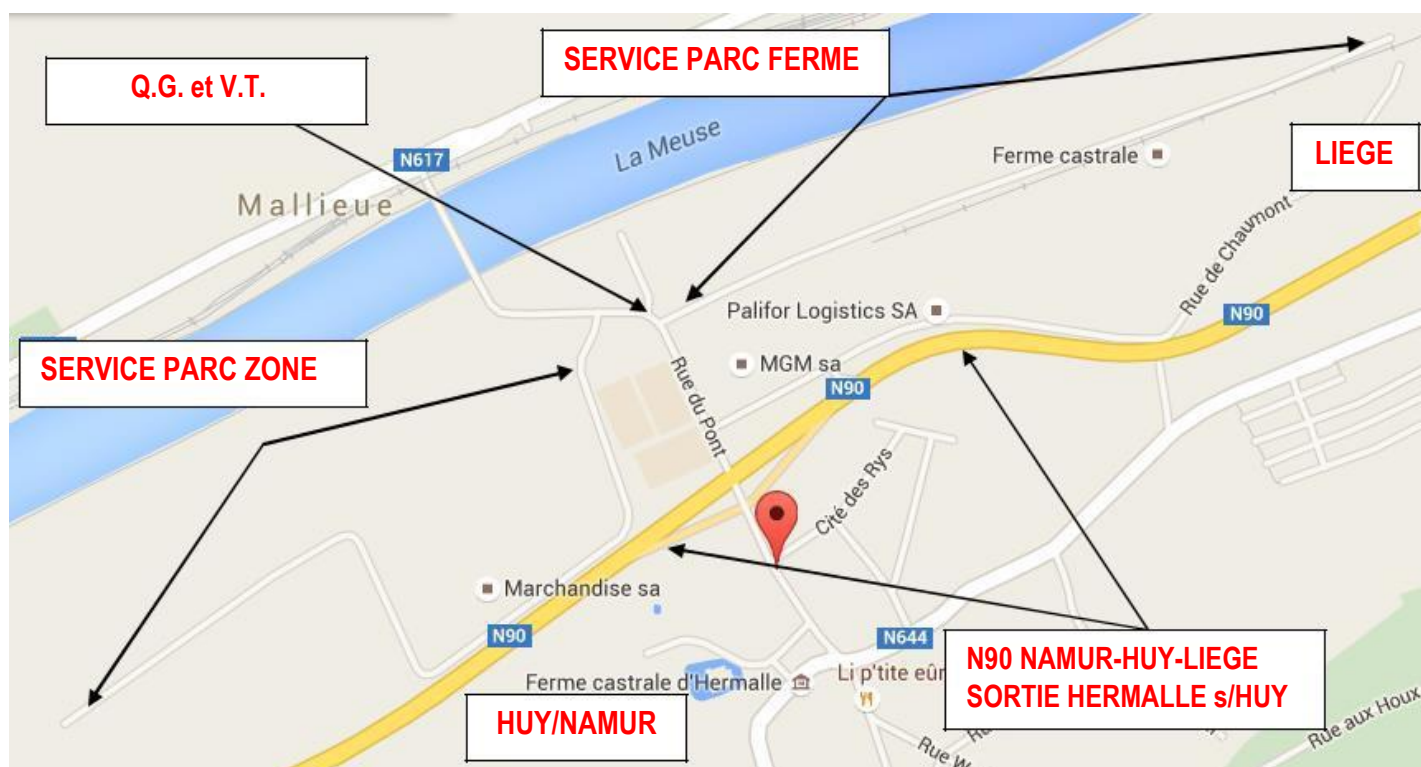 SERVICE PARC FERME
Q.G. et V.T.
La Meuse
N617
Ferme castrale
LIEGE
Mallieue
Rue de Chaumont
Palifor Logistics SA
N90
SERVICE PARC ZONE
MGM sa
N90
Rue du Pont
Cité des Rys
Marchandise sa
N90
N644
N90 NAMUR-HUY-LIEGE
SORTIE HERMALLE s/HUY
Ferme castrale d'Hermalle
Li p'tite eûr
HUY/NAMUR
Rue aux Houx
Rue W